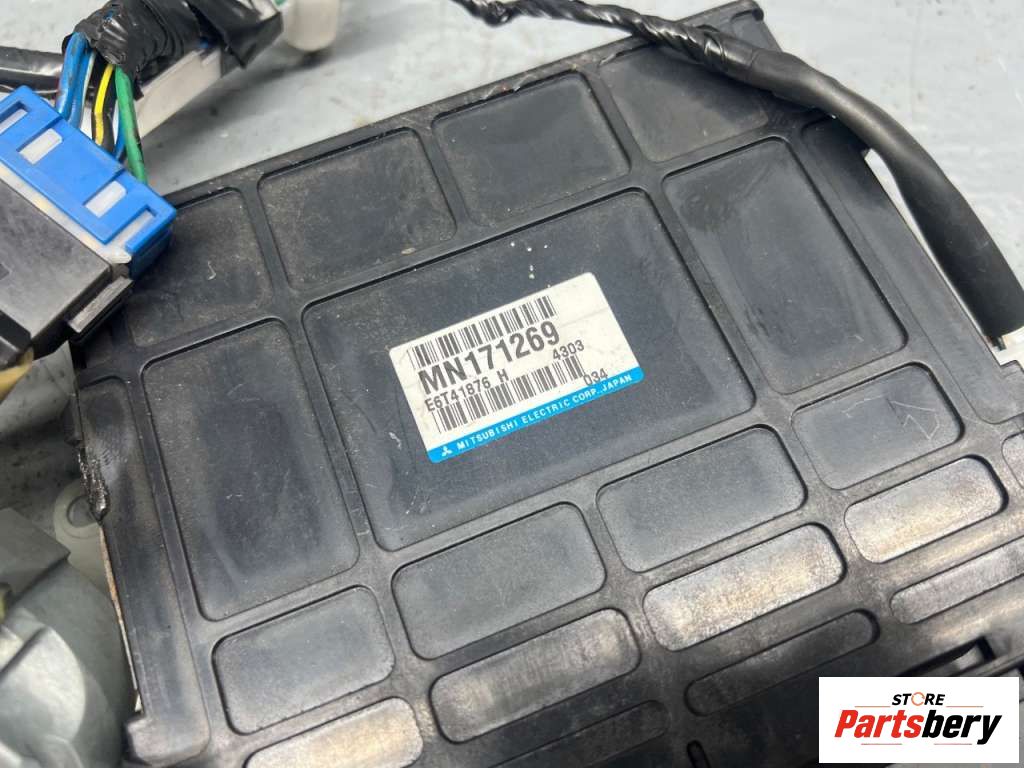 MN171269
E6T41876 H 4303
034
MITSUBISHI ELECTRIC CORP. JAPAN
STORE
Partsbery